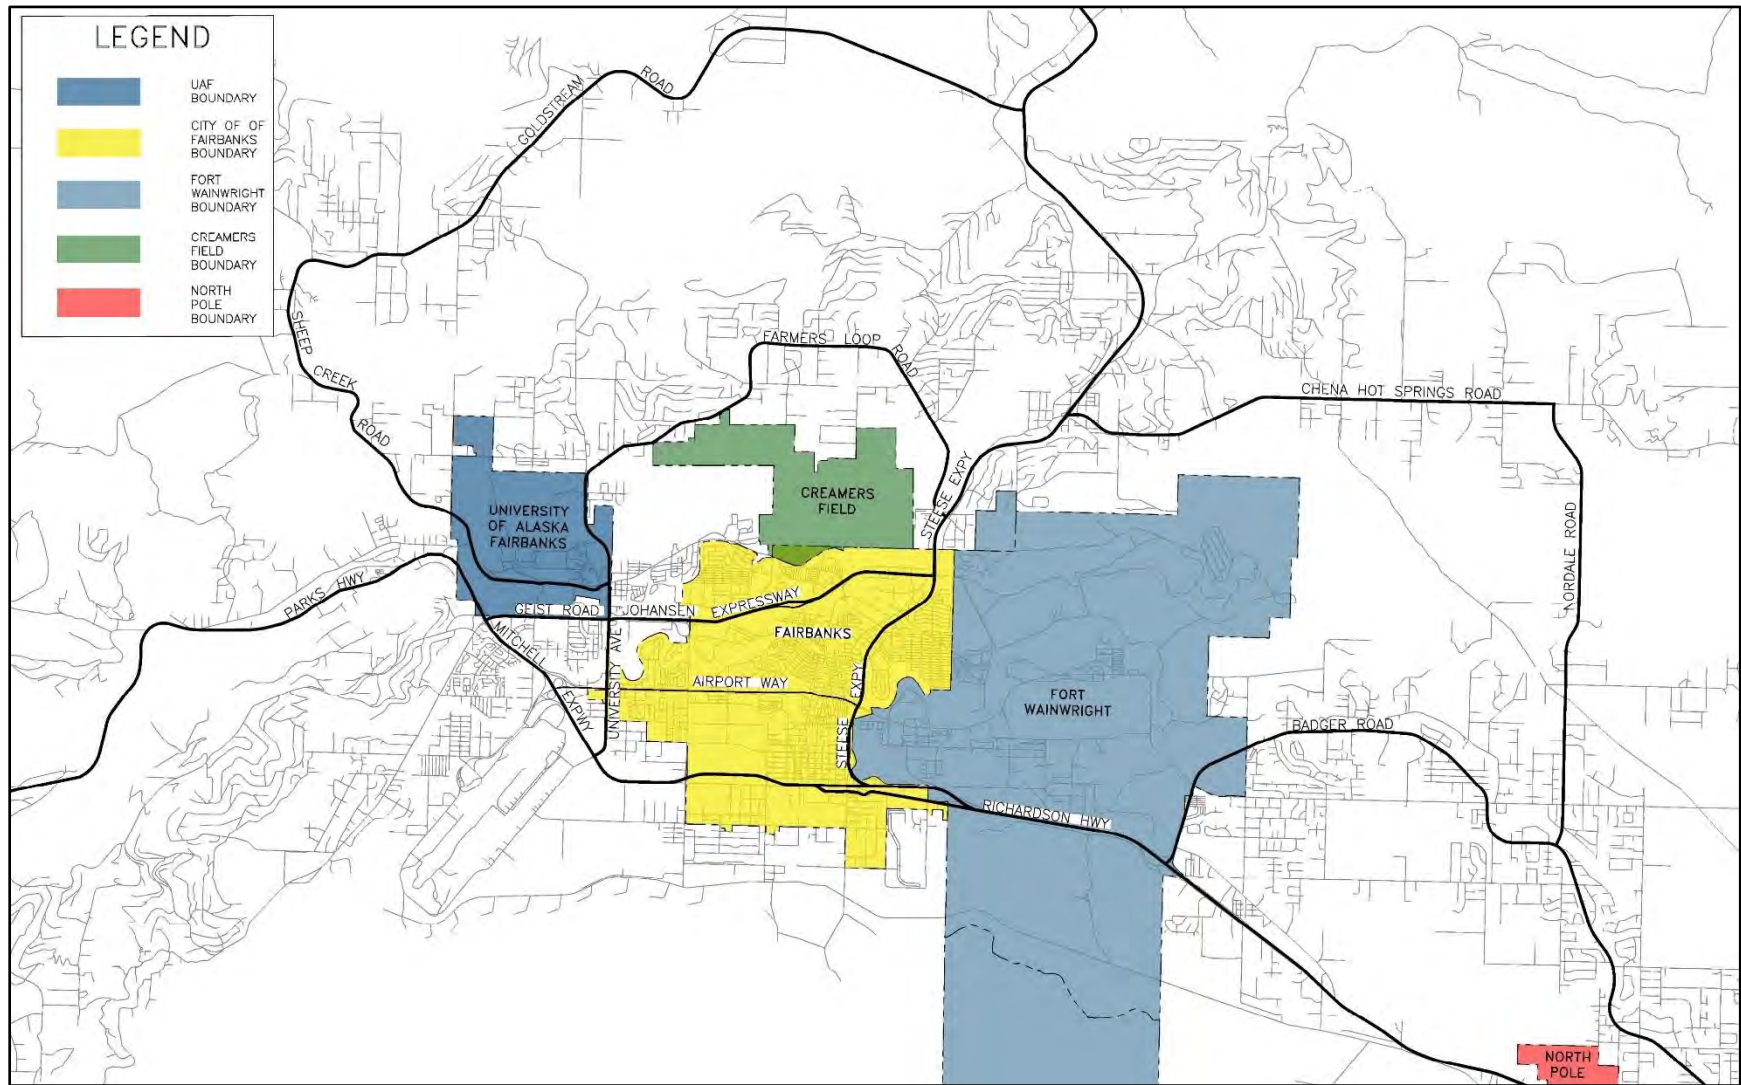 LEGEND
UAF
BOUNDARY
CITY OF OF
FAIRBANKS
BOUNDARY
FORT
WAINWRIGHT
BOUNDARY
CREAMERS
FIELD
BOUNDARY
NORTH
POLE
BOUNDARY
GOLDSTREAM ROAD
SHEEP CREEK ROAD
FARMERS LOOP ROAD
CHENA HOT SPRINGS ROAD
STEESE EXPY
CREAMERS
FIELD
UNIVERSITY
OF ALASKA
FAIRBANKS
NORDALE ROAD
PARKS HWY
GEIST ROAD
JOHANSEN EXPRESSWAY
FAIRBANKS
MITCHELL EXPWY
UNIVERSITY AVE
AIRPORT WAY
STEESE EXPY
FORT
WAINWRIGHT
BADGER ROAD
RICHARDSON HWY
NORTH
POLE